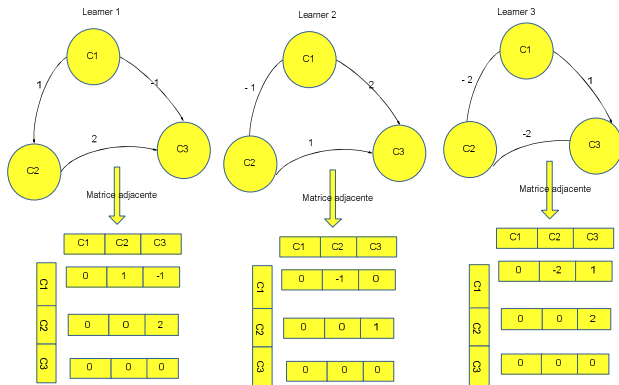 Learner 1
C1
1
-1
2
C2
C3
Matrice adjacente
C1 C2 C3
C1 0 1 -1
C2 0 0 2
C3 0 0 0
Learner 2
C1
- 1
2
1
C2
C3
Matrice adjacente
C1 C2 C3
C1 0 -1 0
C2 0 0 1
C3 0 0 0
Learner 3
C1
- 2
1
-2
C2
C3
Matrice adjacente
C1 C2 C3
C1 0 -2 1
C2 0 0 2
C3 0 0 0